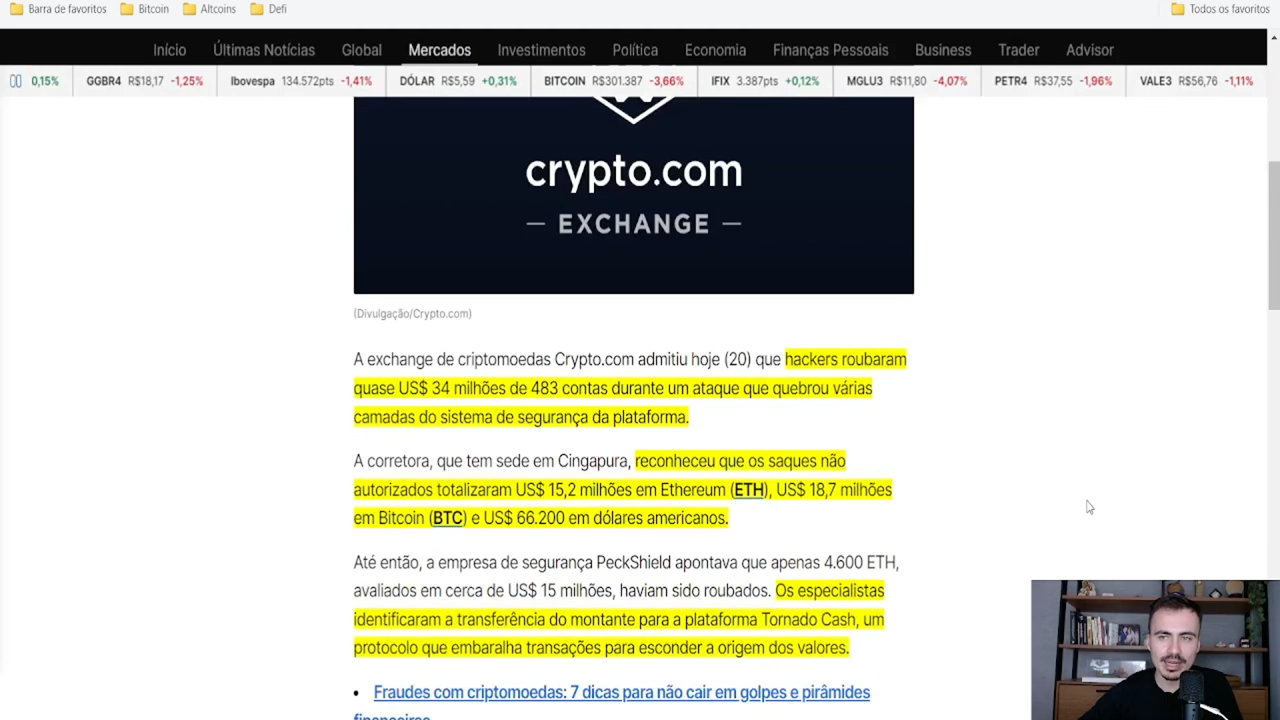 Barra de favoritos Bitcoin Altcoins Defi Todos os favoritos
Início Últimas Notícias Global Mercados Investimentos Política Economia Finanças Pessoais Business Trader Advisor
0,15% GGBR4 R$18,17 -1,25% Ibovespa 134.572pts -1,41% DÓLAR R$5,59 +0,31% BITCOIN R$301.387 -3,66% IFIX 3.387pts +0,12% MGLU3 R$11,80 -4,07% PETR4 R$37,55 -1,96% VALE3 R$56,76 -1,11%
crypto.com
— EXCHANGE —
(Divulgação/Crypto.com)
A exchange de criptomoedas Crypto.com admitiu hoje (20) que hackers roubaram
quase US$ 34 milhões de 483 contas durante um ataque que quebrou várias
camadas do sistema de segurança da plataforma.
A corretora, que tem sede em Cingapura, reconheceu que os saques não
autorizados totalizaram US$ 15,2 milhões em Ethereum (ETH), US$ 18,7 milhões
em Bitcoin (BTC) e US$ 66.200 em dólares americanos.
Até então, a empresa de segurança PeckShield apontava que apenas 4.600 ETH,
avaliados em cerca de US$ 15 milhões, haviam sido roubados. Os especialistas
identificaram a transferência do montante para a plataforma Tornado Cash, um
protocolo que embaralha transações para esconder a origem dos valores.
• Fraudes com criptomoedas: 7 dicas para não cair em golpes e pirâmides
financeiras